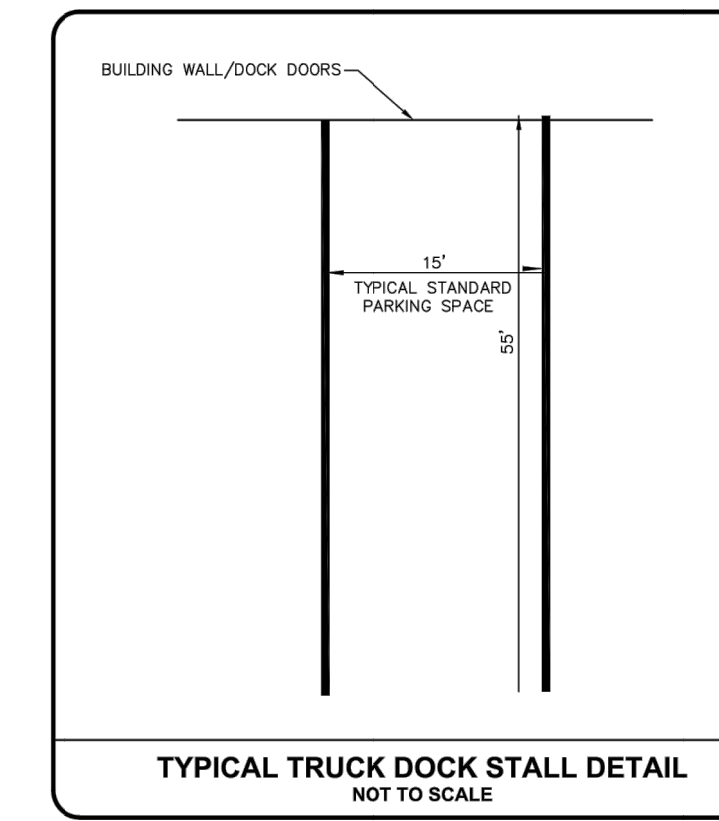 BUILDING WALL/DOCK DOORS
15'
TYPICAL STANDARD
PARKING SPACE
55'
TYPICAL TRUCK DOCK STALL DETAIL
NOT TO SCALE